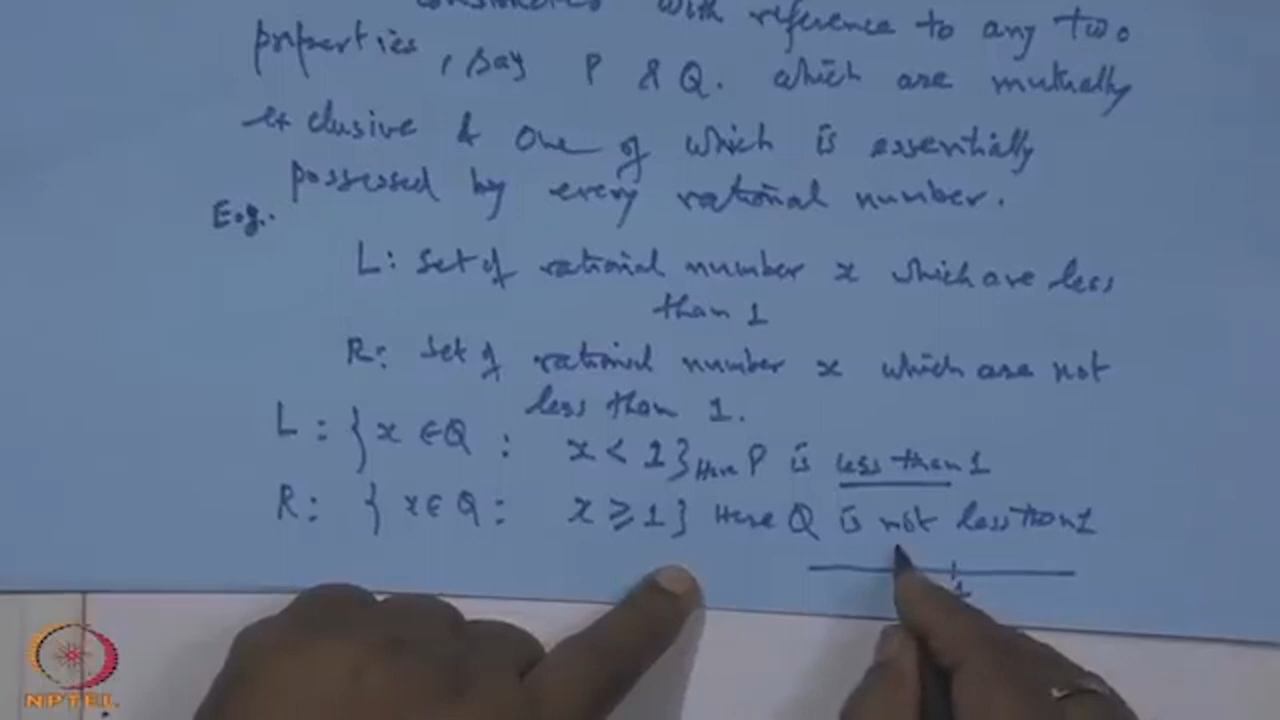 with reference to any two
properties, say P & Q. which are mutually
exclusive & one of which is essentially
possessed by every rational number.
E.g.
L: set of rational number x which are less
than 1
R: set of rational number x which are not
less than 1.
L: { x ∈ Q : x < 1 } Here P is less than 1
R: { x ∈ Q : x ⩾ 1 } Here Q is not less than 1
1
NPTEL